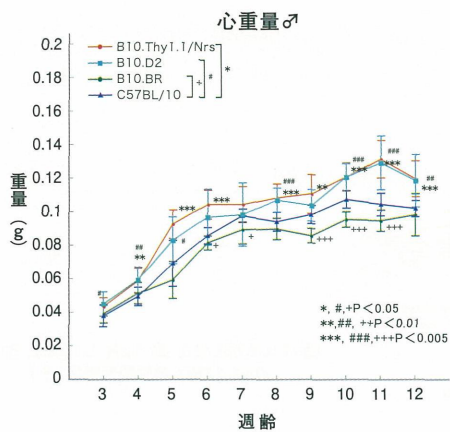 心重量♂
0.2
0.18
0.16
0.14
0.12
0.1
0.08
0.06
0.04
0.02
0
重量
(g)
B10.Thy1.1/Nrs
B10.D2
B10.BR
C57BL/10
+
#
*
#
##
**
***
#
***
+
+
###
***
**
+++
###
***
+++
###
***
+++
##
***
*, #,+P<0.05
**,##, ++P<0.01
***, ###,+++P<0.005
3 4 5 6 7 8 9 10 11 12
週齢